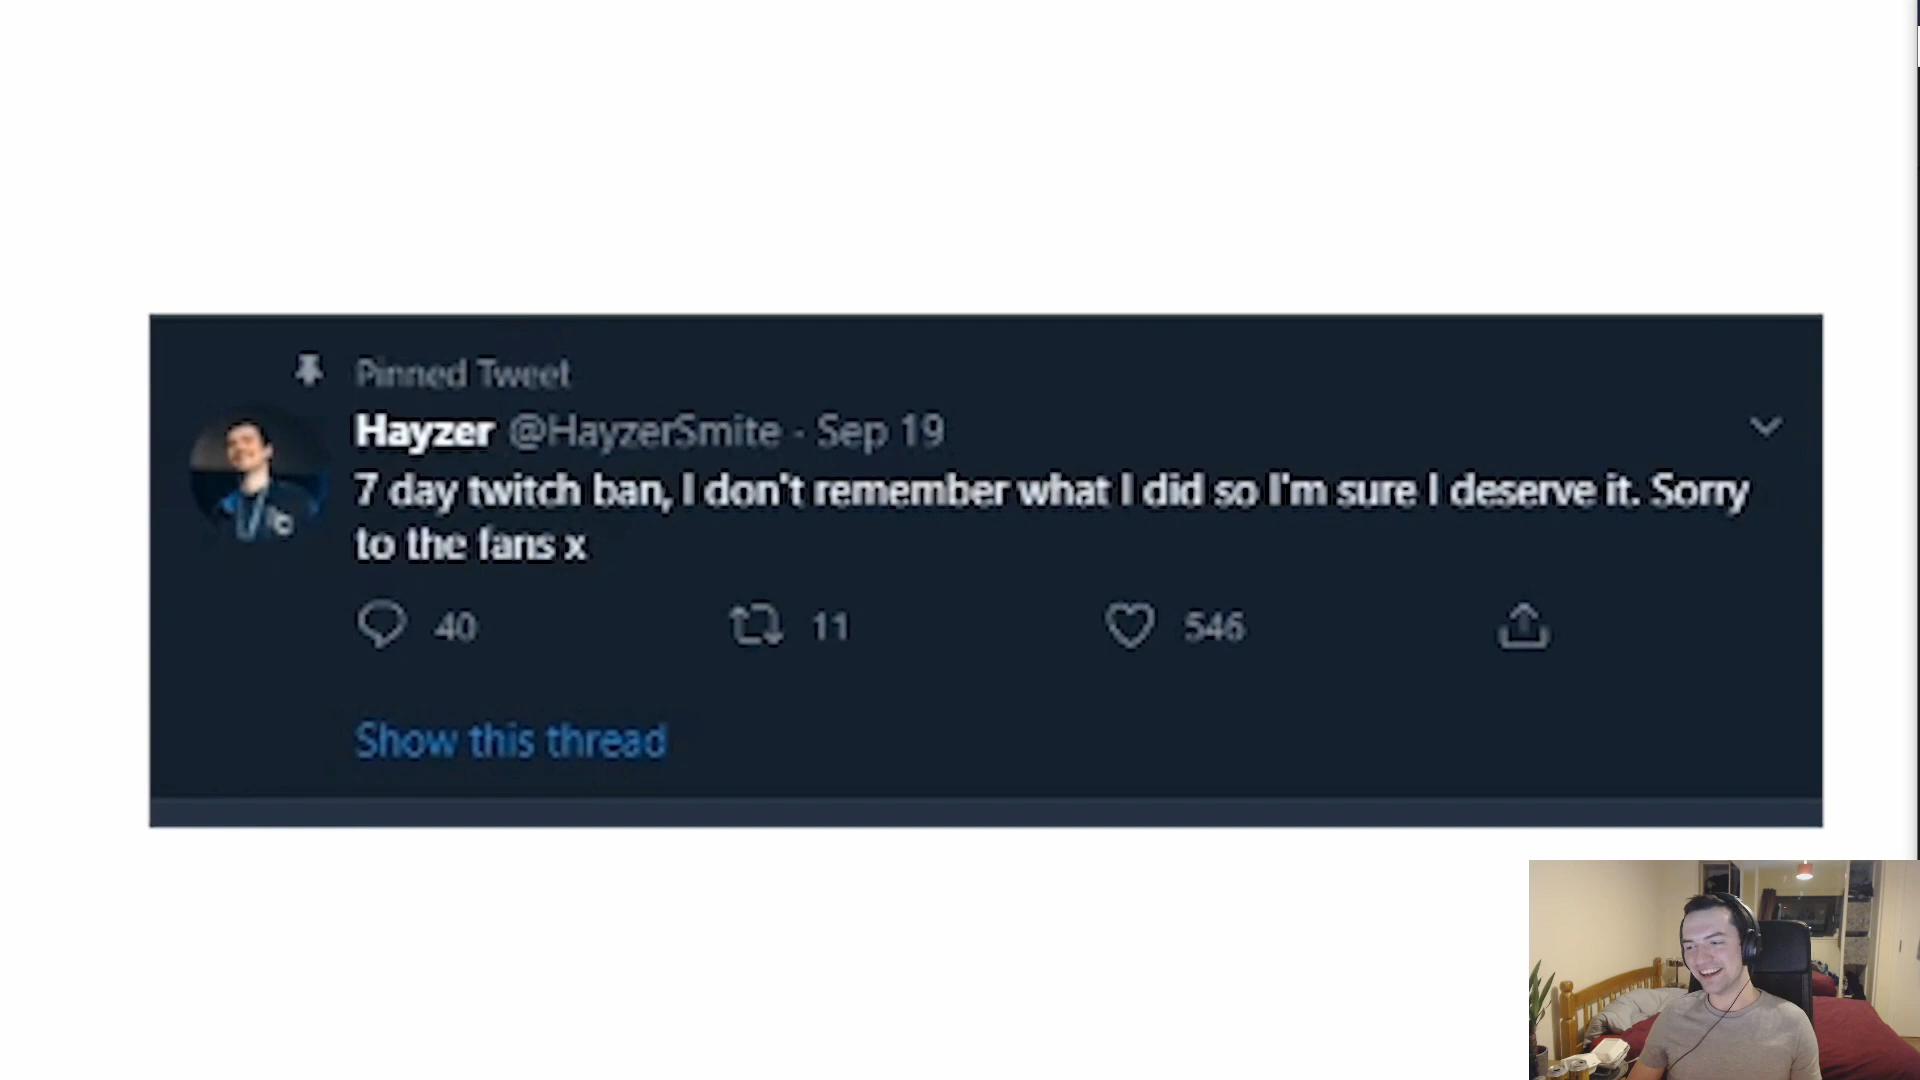 Pinned Tweet
Hayzer @HayzerSmite · Sep 19
7 day twitch ban, I don't remember what I did so I'm sure I deserve it. Sorry
to the fans x
40 11 546
Show this thread